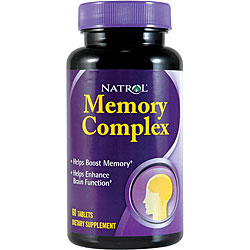 NATROL®
Memory
Complex
• Helps Boost Memory†
• Helps Enhance
Brain Function†
60 TABLETS
DIETARY SUPPLEMENT